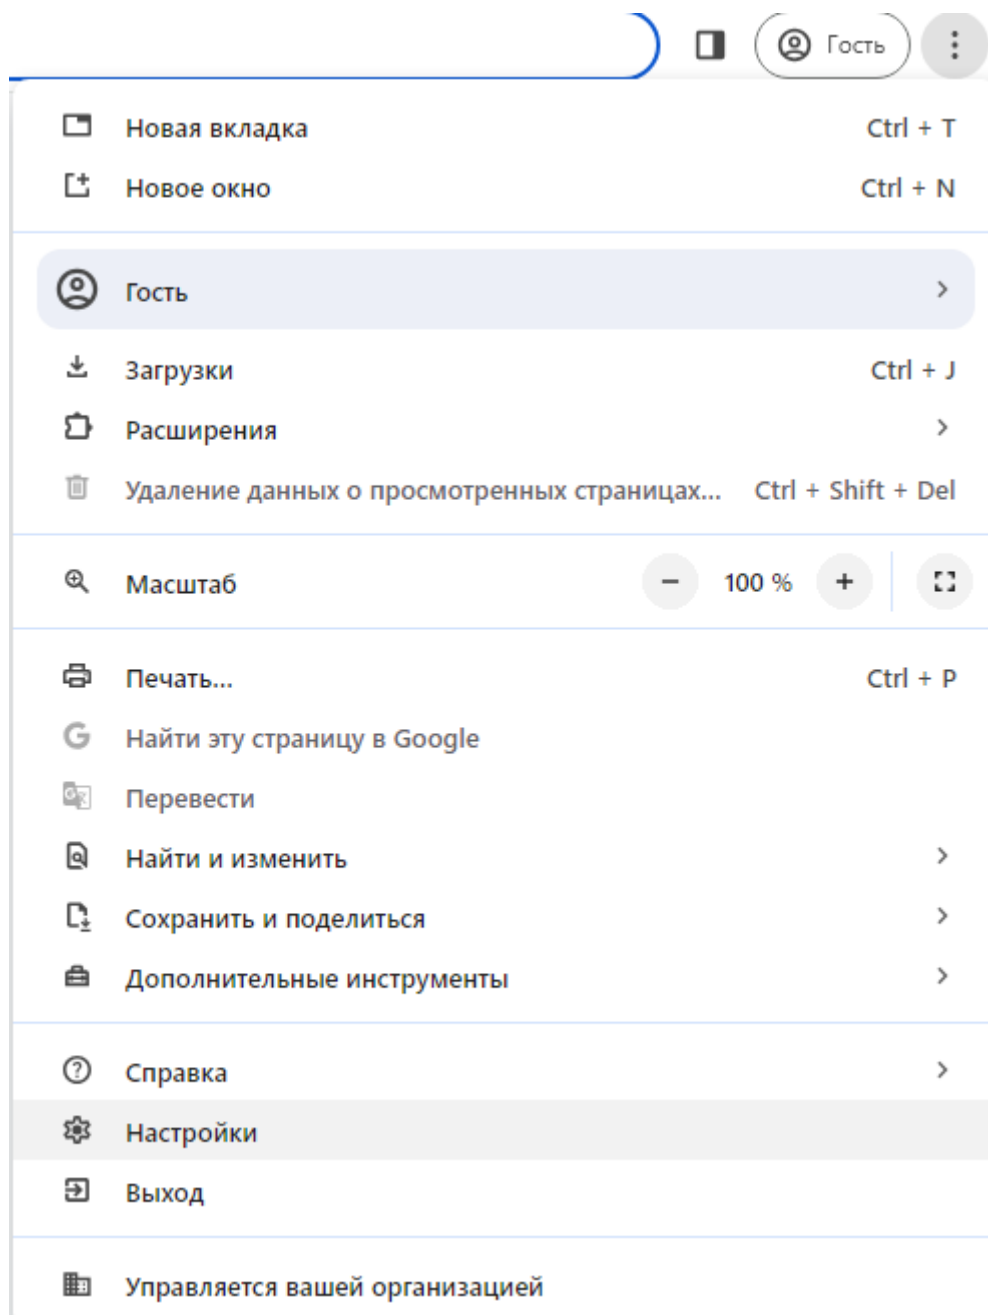 Гость
Новая вкладка Ctrl + T
Новое окно Ctrl + N
Гость
Загрузки Ctrl + J
Расширения
Удаление данных о просмотренных страницах... Ctrl + Shift + Del
Масштаб − 100 % +
Печать... Ctrl + P
Найти эту страницу в Google
Перевести
Найти и изменить
Сохранить и поделиться
Дополнительные инструменты
Справка
Настройки
Выход
Управляется вашей организацией